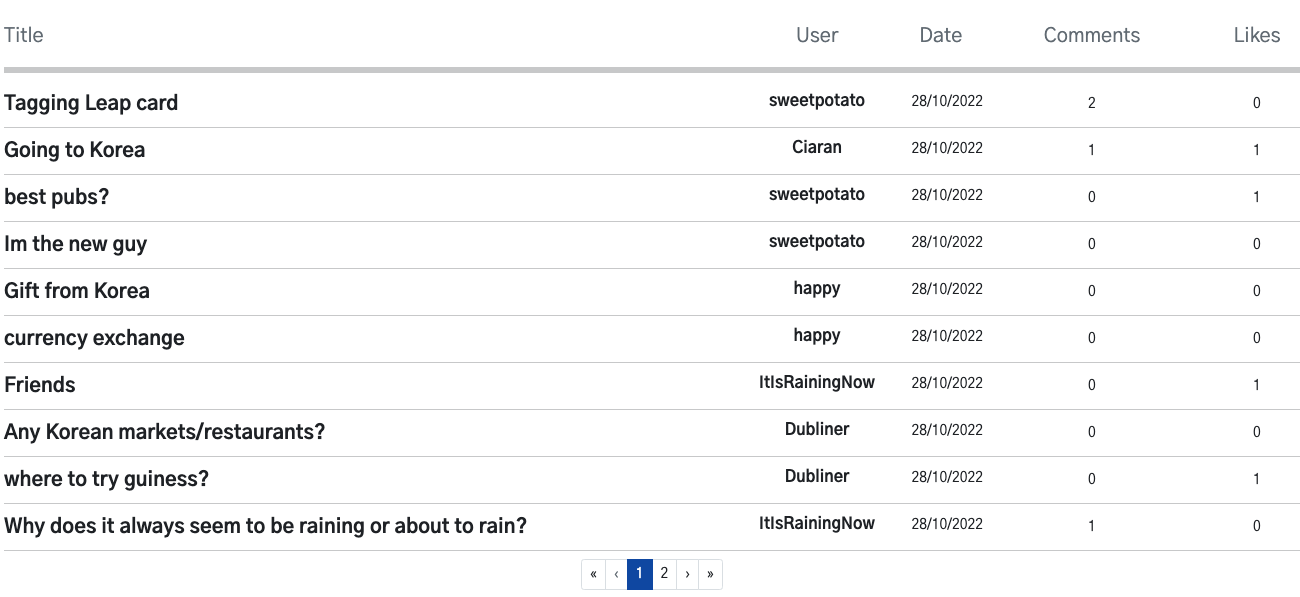 Title User Date Comments Likes
Tagging Leap card sweetpotato 28/10/2022 2 0
Going to Korea Ciaran 28/10/2022 1 1
best pubs? sweetpotato 28/10/2022 0 1
Im the new guy sweetpotato 28/10/2022 0 0
Gift from Korea happy 28/10/2022 0 0
currency exchange happy 28/10/2022 0 0
Friends ItIsRainingNow 28/10/2022 0 1
Any Korean markets/restaurants? Dubliner 28/10/2022 0 0
where to try guiness? Dubliner 28/10/2022 0 1
Why does it always seem to be raining or about to rain? ItIsRainingNow 28/10/2022 1 0
« ‹ 1 2 › »